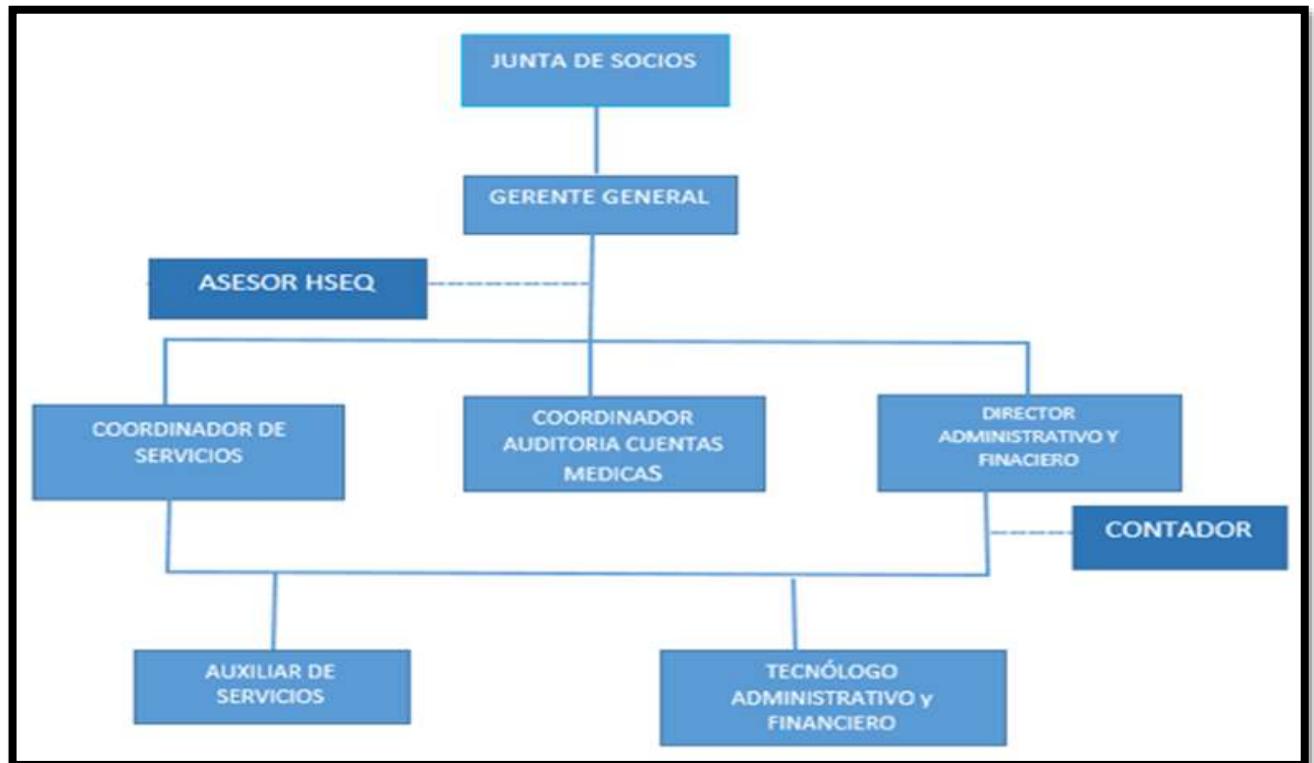 JUNTA DE SOCIOS
GERENTE GENERAL
ASESOR HSEQ
COORDINADOR DE
SERVICIOS
COORDINADOR
AUDITORIA CUENTAS
MEDICAS
DIRECTOR
ADMINISTRATIVO Y
FINACIERO
CONTADOR
AUXILIAR DE
SERVICIOS
TECNÓLOGO
ADMINISTRATIVO y
FINANCIERO